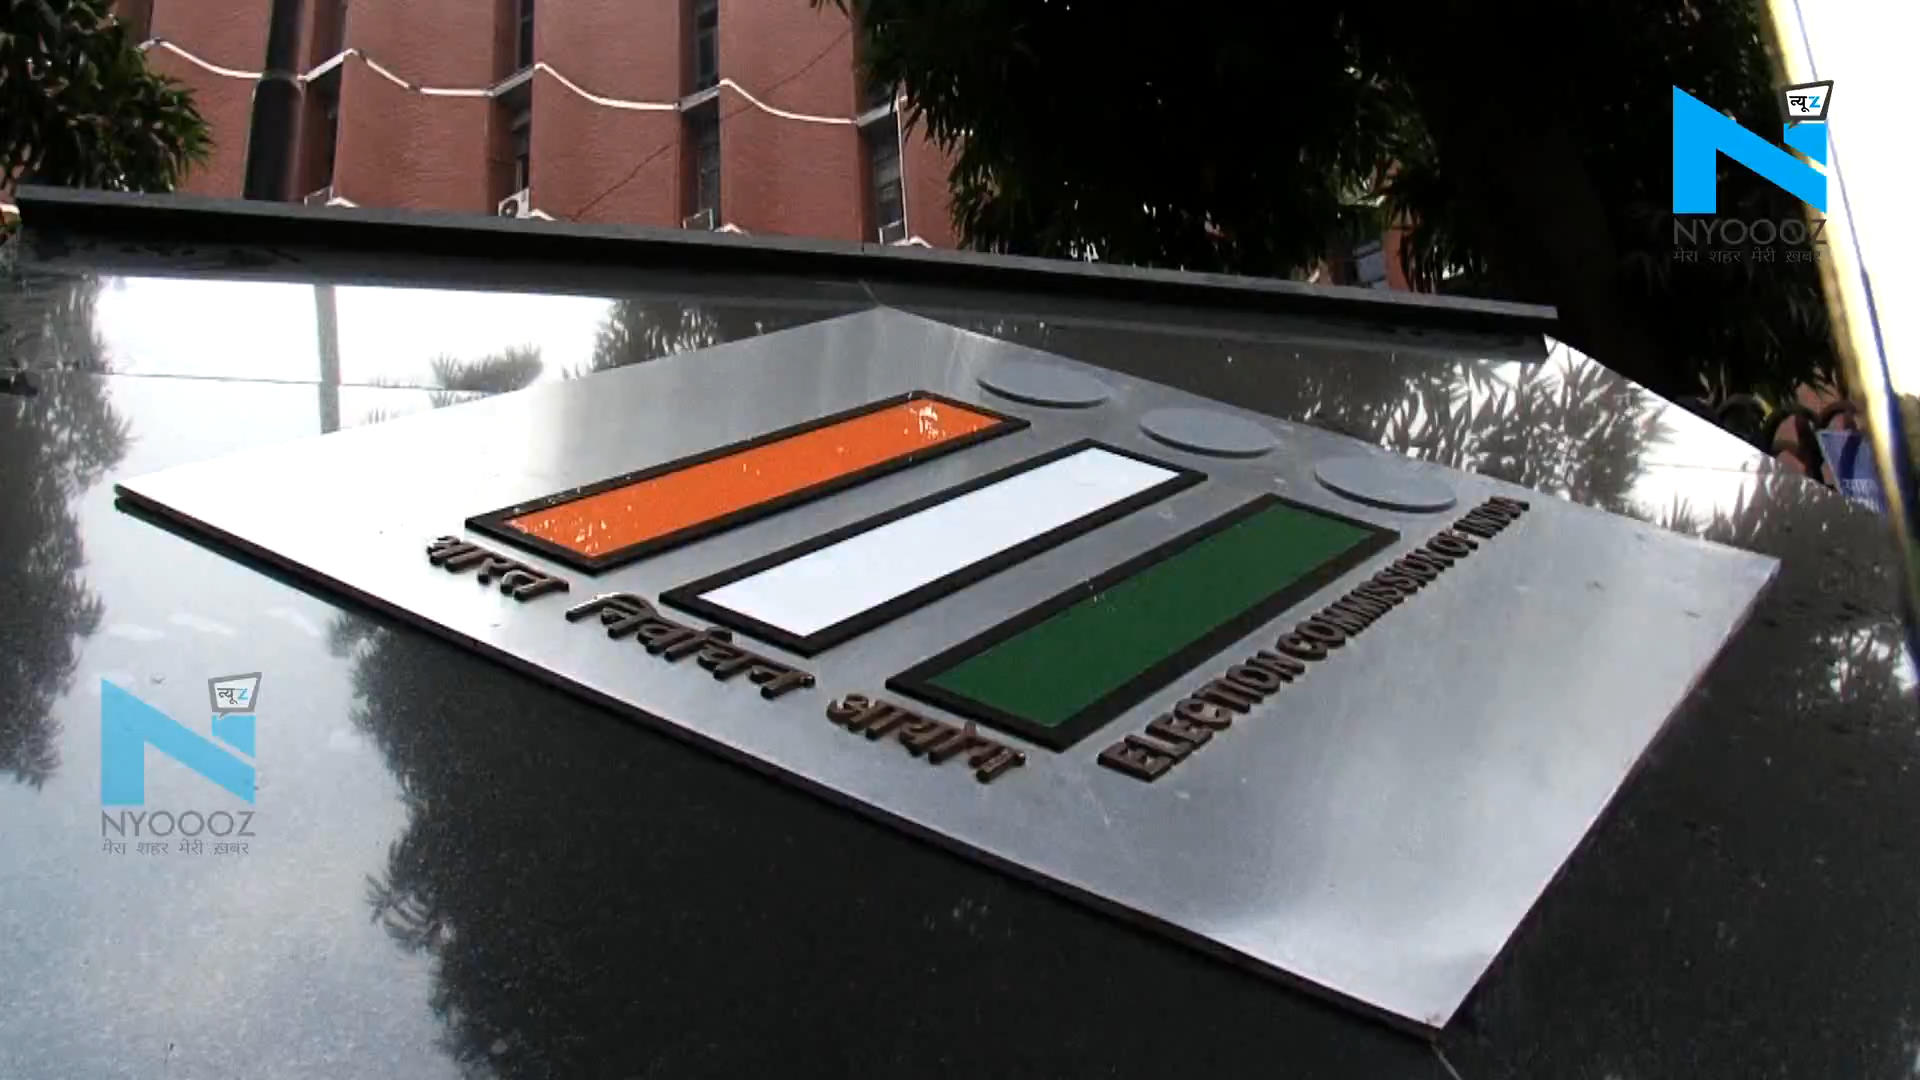 न्यूz
NYOOOZ
मेरा शहर मेरी ख़बर
भारत निर्वाचन आयोग
ELECTION COMMISSION OF INDIA
न्यूz
NYOOOZ
मेरा शहर मेरी ख़बर